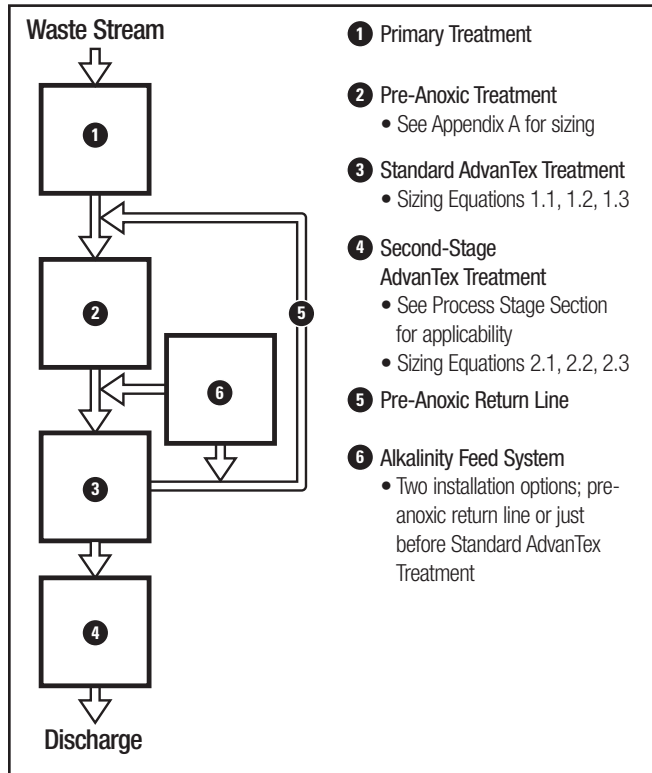 Waste Stream
1
2
3
4
5
6
Discharge
1 Primary Treatment
2 Pre-Anoxic Treatment
• See Appendix A for sizing
3 Standard AdvanTex Treatment
• Sizing Equations 1.1, 1.2, 1.3
4 Second-Stage
AdvanTex Treatment
• See Process Stage Section
for applicability
• Sizing Equations 2.1, 2.2, 2.3
5 Pre-Anoxic Return Line
6 Alkalinity Feed System
• Two installation options; pre-
anoxic return line or just
before Standard AdvanTex
Treatment